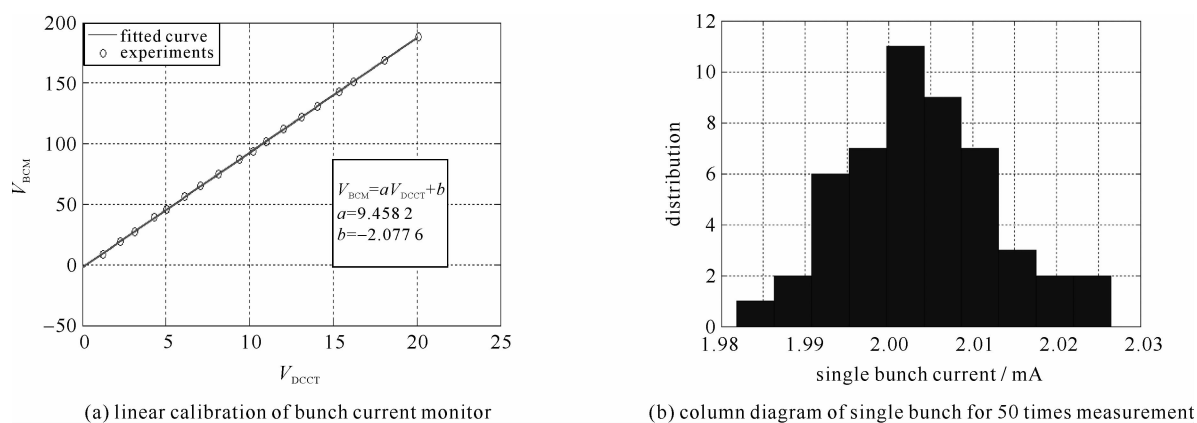 200
150
100
50
0
−50
V_BCM
fitted curve
experiments
V_BCM=aV_DCCT+b
a=9.458 2
b=−2.077 6
0 5 10 15 20 25
V_DCCT
(a) linear calibration of bunch current monitor
12
10
8
6
4
2
0
distribution
1.98 1.99 2.00 2.01 2.02 2.03
single bunch current / mA
(b) column diagram of single bunch for 50 times measurement